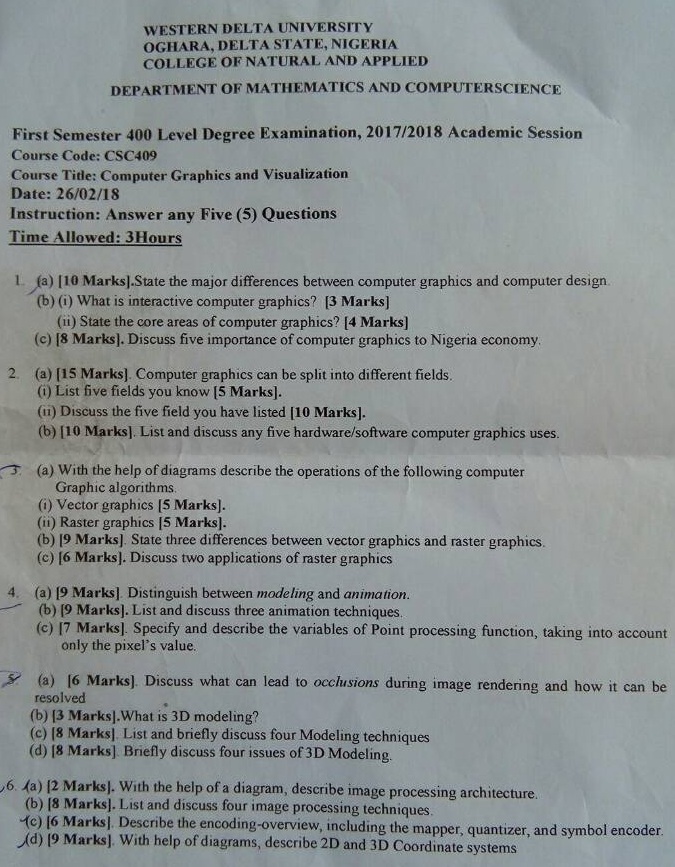 WESTERN DELTA UNIVERSITY
OGHARA, DELTA STATE, NIGERIA
COLLEGE OF NATURAL AND APPLIED
DEPARTMENT OF MATHEMATICS AND COMPUTERSCIENCE
First Semester 400 Level Degree Examination, 2017/2018 Academic Session
Course Code: CSC409
Course Title: Computer Graphics and Visualization
Date: 26/02/18
Instruction: Answer any Five (5) Questions
Time Allowed: 3Hours
1. (a) [10 Marks].State the major differences between computer graphics and computer design.
(b) (i) What is interactive computer graphics? [3 Marks]
(ii) State the core areas of computer graphics? [4 Marks]
(c) [8 Marks]. Discuss five importance of computer graphics to Nigeria economy.
2. (a) [15 Marks]. Computer graphics can be split into different fields.
(i) List five fields you know [5 Marks].
(ii) Discuss the five field you have listed [10 Marks].
(b) [10 Marks]. List and discuss any five hardware/software computer graphics uses.
3. (a) With the help of diagrams describe the operations of the following computer
Graphic algorithms.
(i) Vector graphics [5 Marks].
(ii) Raster graphics [5 Marks].
(b) [9 Marks]. State three differences between vector graphics and raster graphics.
(c) [6 Marks]. Discuss two applications of raster graphics
4. (a) [9 Marks]. Distinguish between modeling and animation.
(b) [9 Marks]. List and discuss three animation techniques.
(c) [7 Marks]. Specify and describe the variables of Point processing function, taking into account
only the pixel's value.
5. (a) [6 Marks]. Discuss what can lead to occlusions during image rendering and how it can be
resolved
(b) [3 Marks].What is 3D modeling?
(c) [8 Marks]. List and briefly discuss four Modeling techniques
(d) [8 Marks]. Briefly discuss four issues of 3D Modeling.
6. (a) [2 Marks]. With the help of a diagram, describe image processing architecture.
(b) [8 Marks]. List and discuss four image processing techniques.
(c) [6 Marks]. Describe the encoding-overview, including the mapper, quantizer, and symbol encoder.
(d) [9 Marks]. With help of diagrams, describe 2D and 3D Coordinate systems